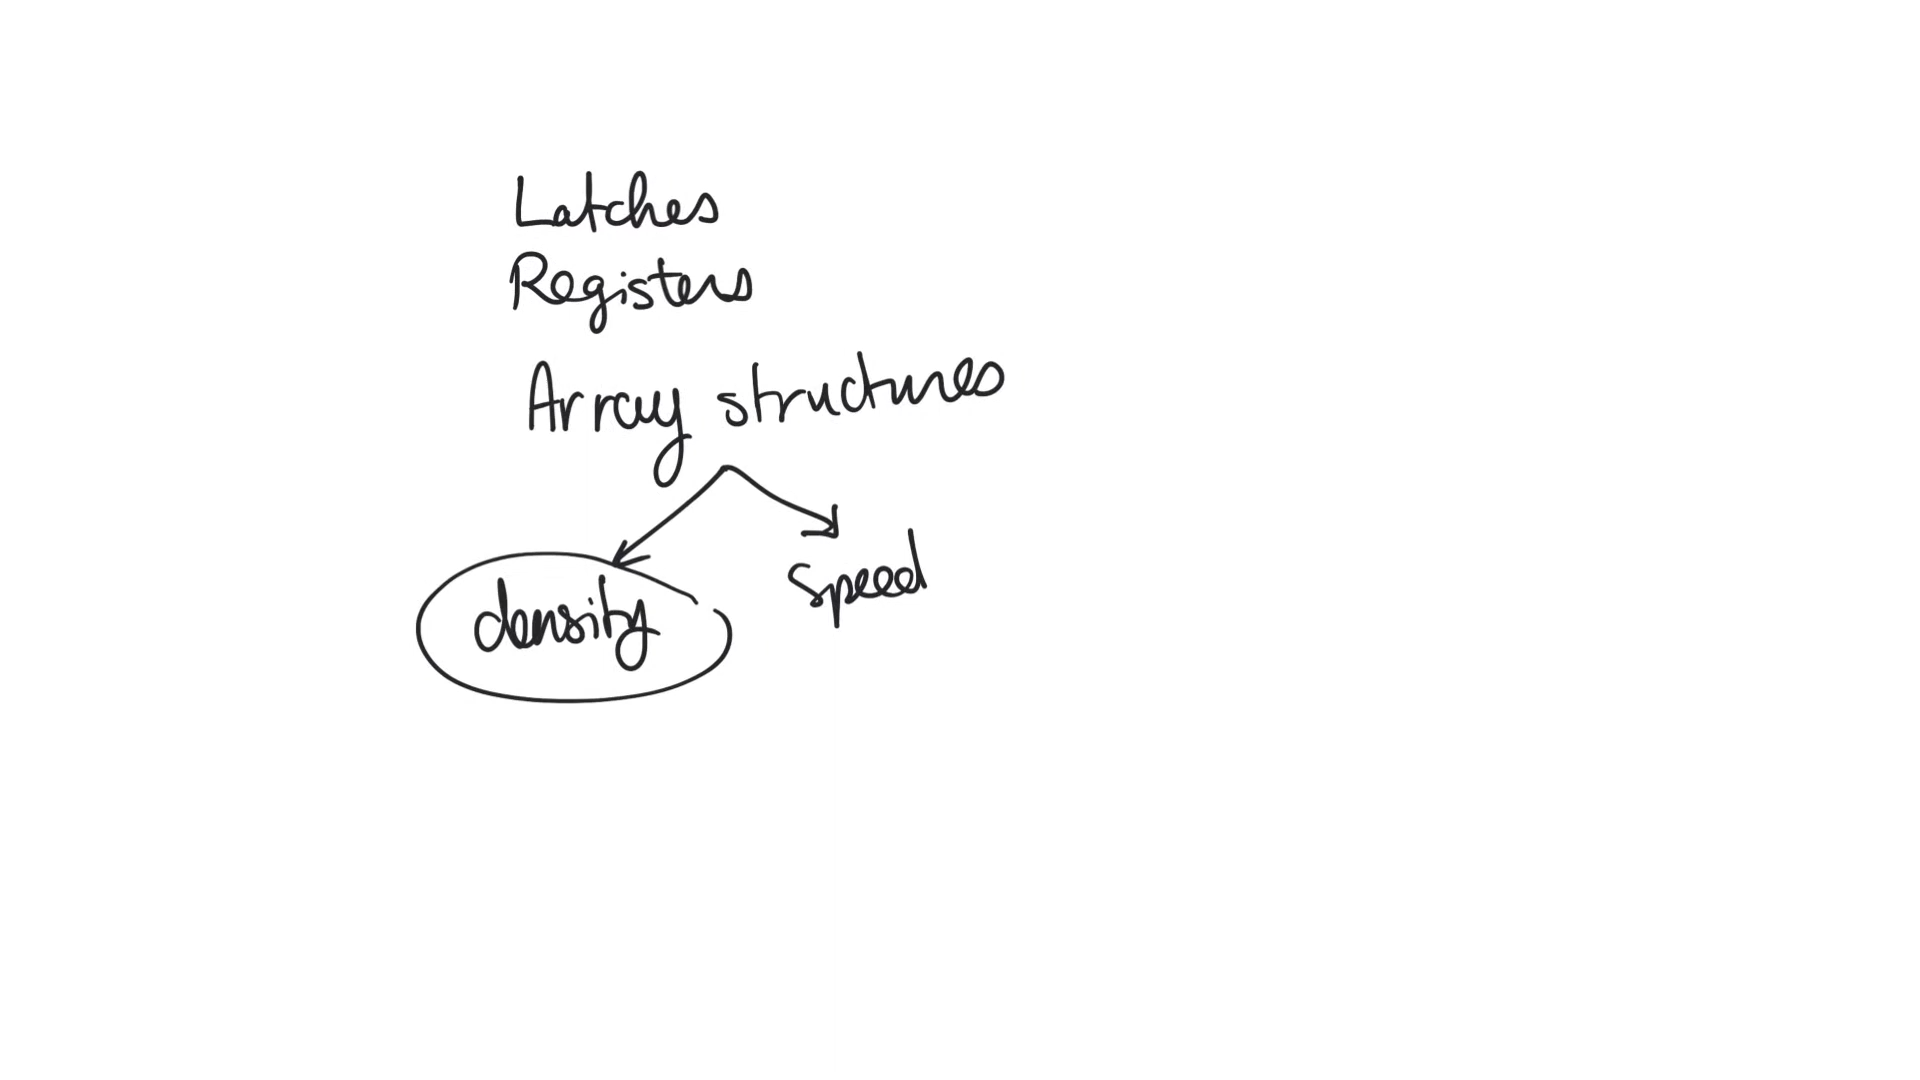 Latches
Registers
Array structures
density
speed